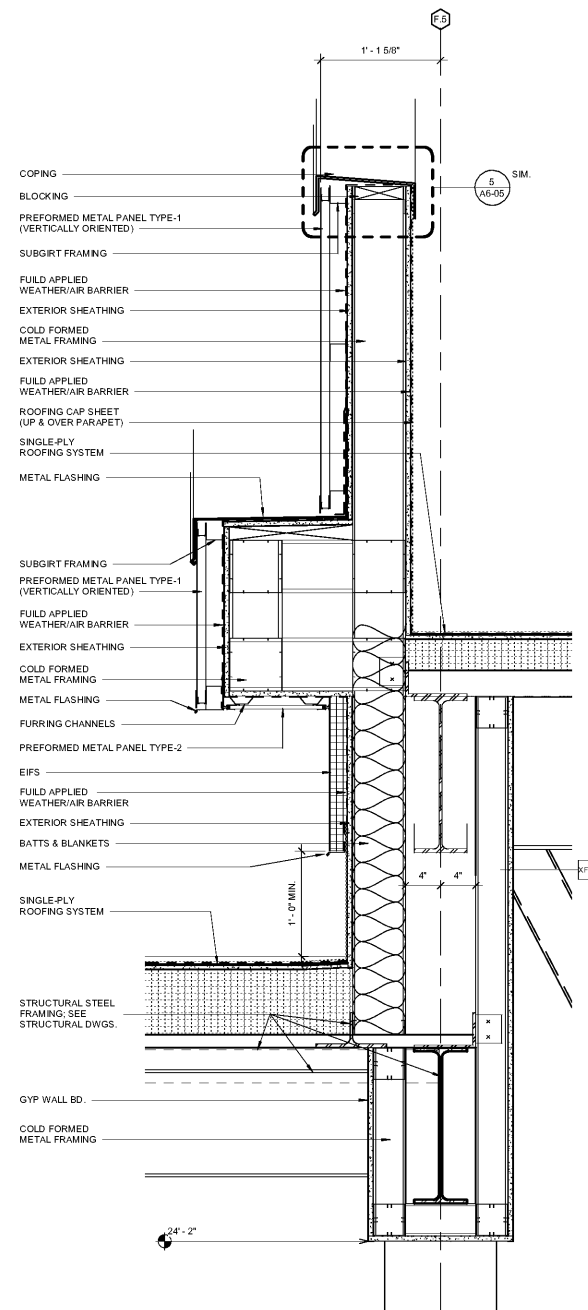 F.5
1' - 1 5/8"
COPING
5
A6-05
SIM.
BLOCKING
PREFORMED METAL PANEL TYPE-1
(VERTICALLY ORIENTED)
SUBGIRT FRAMING
FUILD APPLIED
WEATHER/AIR BARRIER
EXTERIOR SHEATHING
COLD FORMED
METAL FRAMING
EXTERIOR SHEATHING
FUILD APPLIED
WEATHER/AIR BARRIER
ROOFING CAP SHEET
(UP & OVER PARAPET)
SINGLE-PLY
ROOFING SYSTEM
METAL FLASHING
SUBGIRT FRAMING
PREFORMED METAL PANEL TYPE-1
(VERTICALLY ORIENTED)
FUILD APPLIED
WEATHER/AIR BARRIER
EXTERIOR SHEATHING
COLD FORMED
METAL FRAMING
METAL FLASHING
FURRING CHANNELS
PREFORMED METAL PANEL TYPE-2
EIFS
FUILD APPLIED
WEATHER/AIR BARRIER
EXTERIOR SHEATHING
BATTS & BLANKETS
METAL FLASHING
4" 4"
1' - 0" MIN.
SINGLE-PLY
ROOFING SYSTEM
STRUCTURAL STEEL
FRAMING; SEE
STRUCTURAL DWGS.
GYP WALL BD.
COLD FORMED
METAL FRAMING
24' - 2"